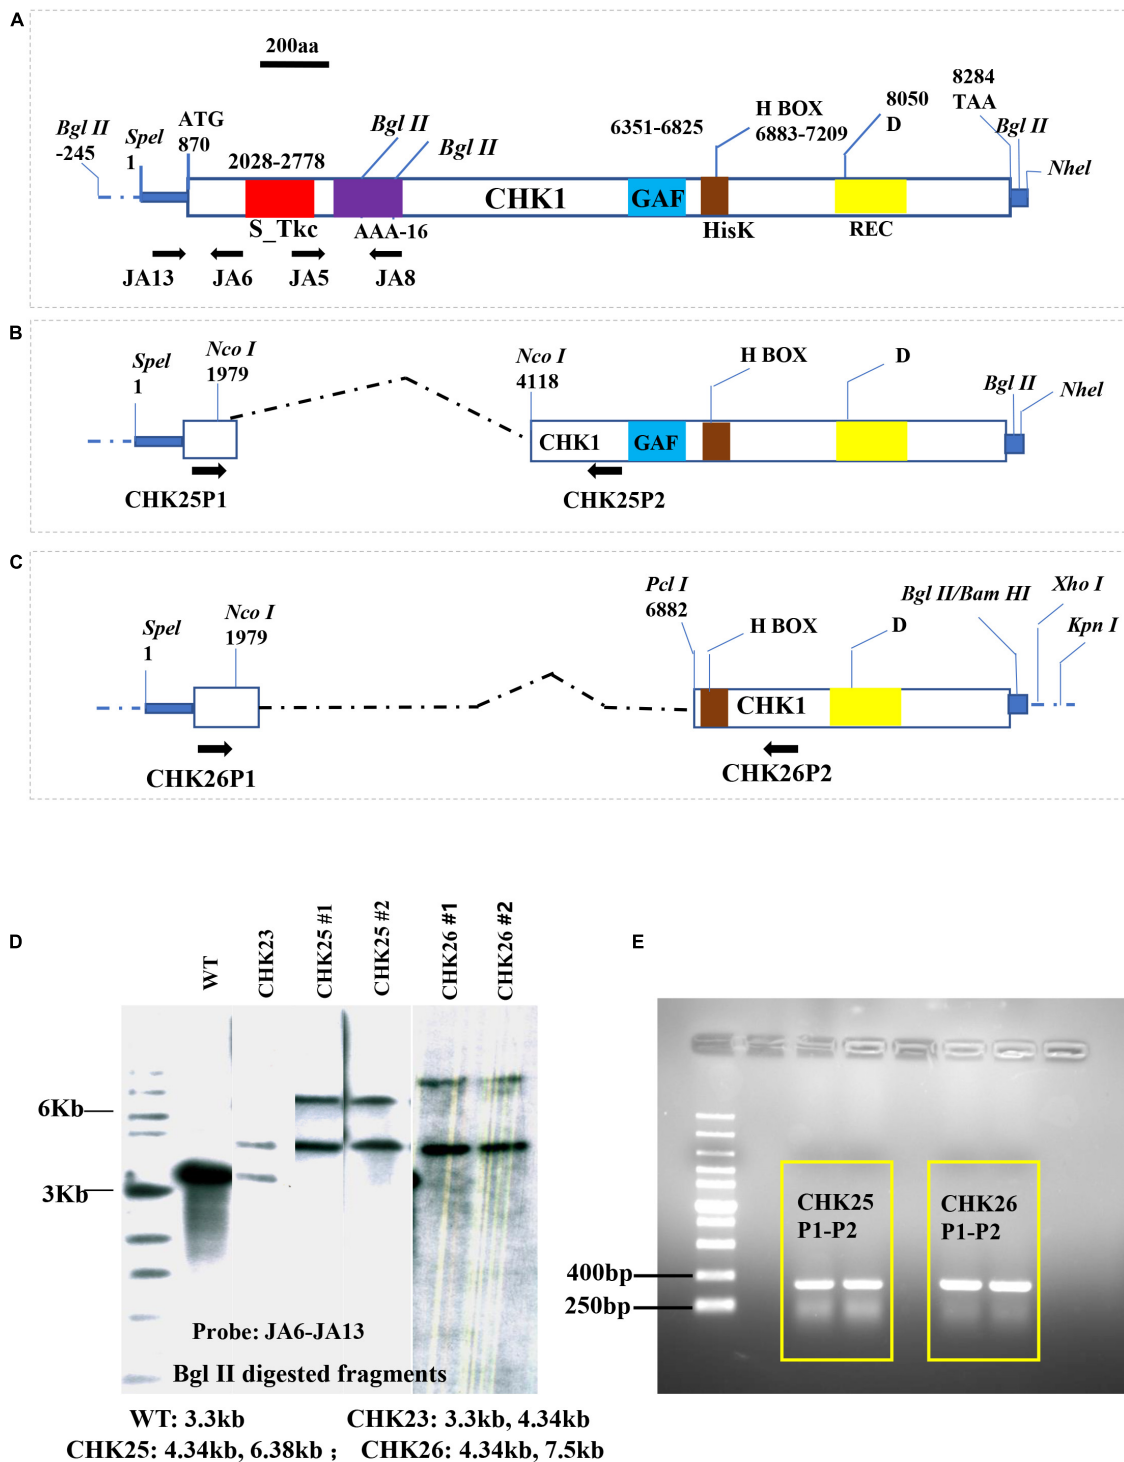 A
200aa
Bgl II
-245
Spel
1
ATG
870
2028-2778
Bgl II
Bgl II
6351-6825
H BOX
6883-7209
8050
D
8284
TAA
Bgl II
Nhel
CHK1
GAF
S_Tkc
AAA-16
HisK
REC
JA13
JA6
JA5
JA8
B
Spel
1
Nco I
1979
Nco I
4118
H BOX
D
Bgl II
Nhel
CHK1
GAF
CHK25P1
CHK25P2
C
Spel
1
Nco I
1979
Pcl I
6882
H BOX
D
Bgl II/Bam HI
Xho I
Kpn I
CHK1
CHK26P1
CHK26P2
D
WT
CHK23
CHK25 #1
CHK25 #2
CHK26 #1
CHK26 #2
6Kb
3Kb
Probe: JA6-JA13
Bgl II digested fragments
WT: 3.3kb CHK23: 3.3kb, 4.34kb
CHK25: 4.34kb, 6.38kb ; CHK26: 4.34kb, 7.5kb
E
CHK25
P1-P2
CHK26
P1-P2
400bp
250bp